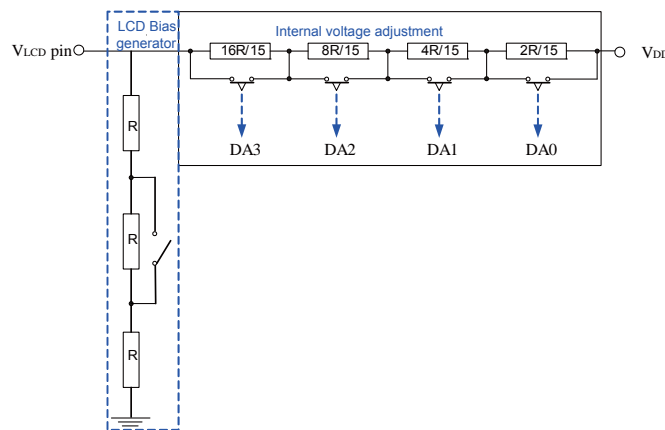 LCD Bias
generator
Internal voltage adjustment
VLCD pin
16R/15
8R/15
4R/15
2R/15
VDD
DA3
DA2
DA1
DA0
R
R
R